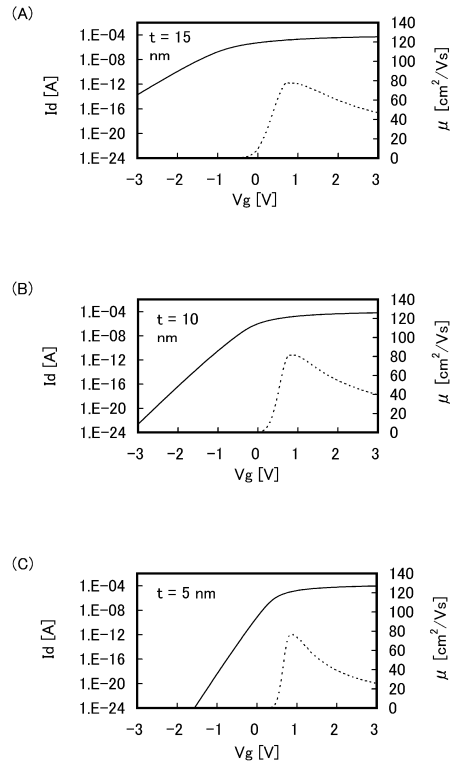 (A)
1.E-04
1.E-08
1.E-12
1.E-16
1.E-20
1.E-24
Id [A]
t = 15
nm
140
120
100
80
60
40
20
0
μ [cm²/Vs]
-3 -2 -1 0 1 2 3
Vg [V]
(B)
1.E-04
1.E-08
1.E-12
1.E-16
1.E-20
1.E-24
Id [A]
t = 10
nm
140
120
100
80
60
40
20
0
μ [cm²/Vs]
-3 -2 -1 0 1 2 3
Vg [V]
(C)
1.E-04
1.E-08
1.E-12
1.E-16
1.E-20
1.E-24
Id [A]
t = 5 nm
140
120
100
80
60
40
20
0
μ [cm²/Vs]
-3 -2 -1 0 1 2 3
Vg [V]